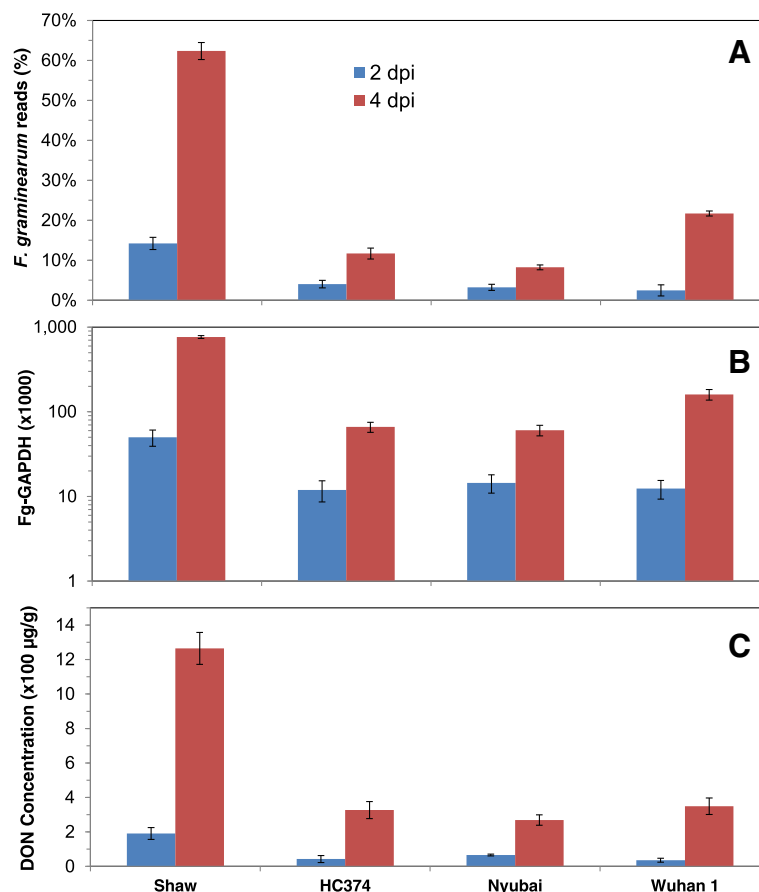 70%
60%
50%
40%
30%
20%
10%
0%
F. graminearum reads (%)
2 dpi
4 dpi
A
1,000
100
10
1
Fg-GAPDH (x1000)
B
14
12
10
8
6
4
2
0
DON Concentration (x100 µg/g)
C
Shaw
HC374
Nyubai
Wuhan 1